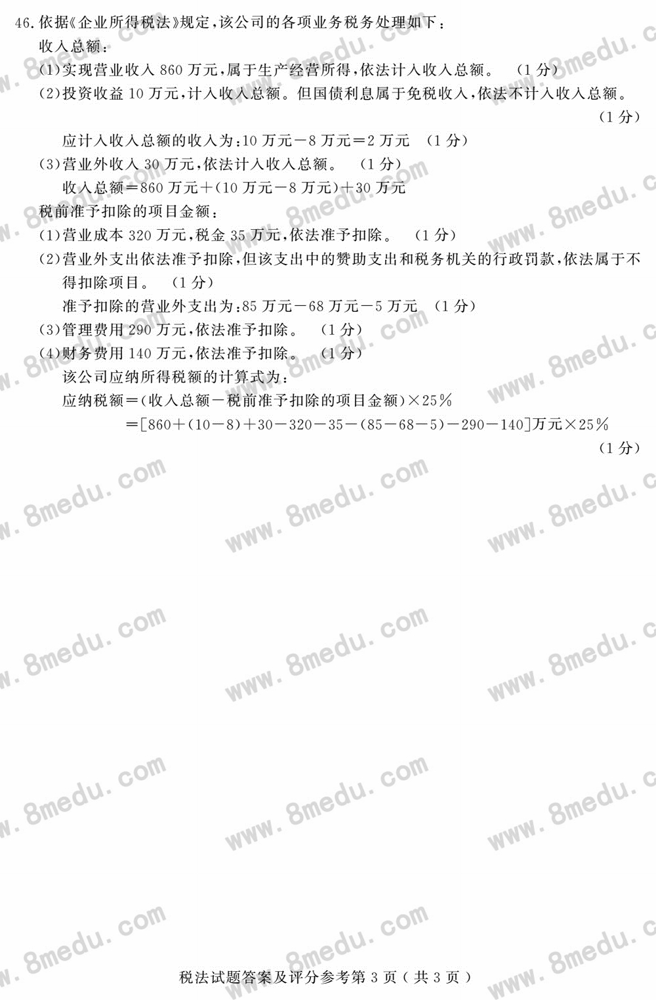 46.依据《企业所得税法》规定,该公司的各项业务税务处理如下:
收入总额:
(1)实现营业收入860万元,属于生产经营所得,依法计入收入总额。 (1分)
(2)投资收益10万元,计入收入总额。但国债利息属于免税收入,依法不计入收入总额。
(1分)
应计入收入总额的收入为:10万元-8万元=2万元 (1分)
(3)营业外收入30万元,依法计入收入总额。 (1分)
收入总额=860万元+(10万元-8万元)+30万元
税前准予扣除的项目金额:
(1)营业成本320万元,税金35万元,依法准予扣除。 (1分)
(2)营业外支出依法准予扣除,但该支出中的赞助支出和税务机关的行政罚款,依法属于不
得扣除项目。 (1分)
准予扣除的营业外支出为:85万元-68万元-5万元 (1分)
(3)管理费用290万元,依法准予扣除。 (1分)
(4)财务费用140万元,依法准予扣除。 (1分)
该公司应纳所得税额的计算式为:
应纳税额=(收入总额-税前准予扣除的项目金额)×25%
=[860+(10-8)+30-320-35-(85-68-5)-290-140]万元×25%
(1分)
www.8medu.com
税法试题答案及评分参考第3页(共3页)